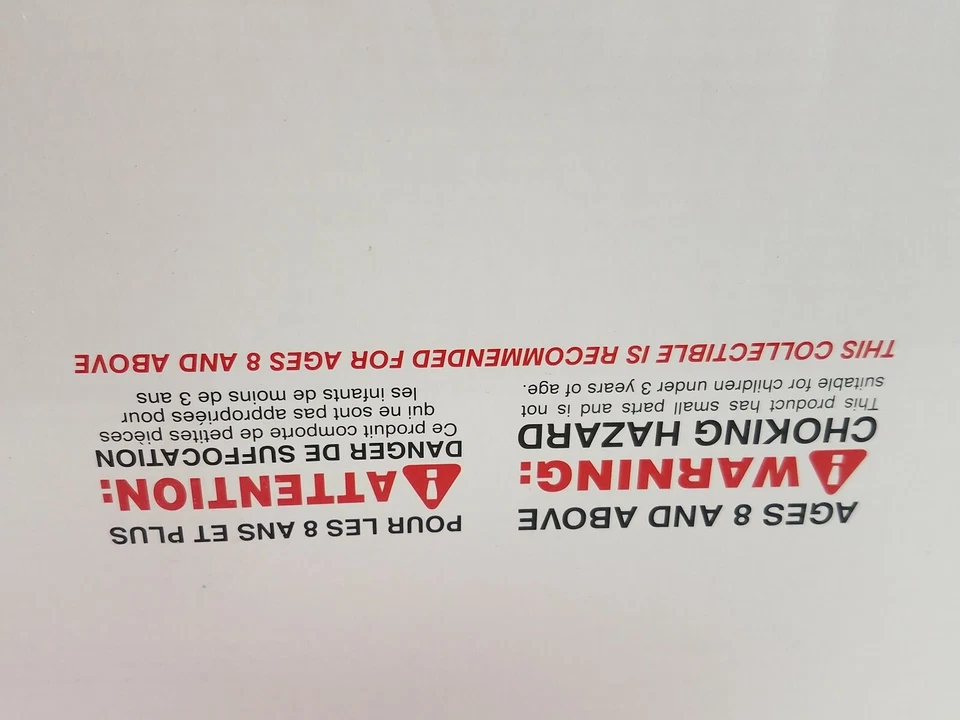 AGES 8 AND ABOVE
WARNING:
CHOKING HAZARD
This product has small parts and is not
suitable for children under 3 years of age.
POUR LES 8 ANS ET PLUS
ATTENTION:
DANGER DE SUFFOCATION
Ce produit comporte de petites pièces
qui ne sont pas appropriées pour
les infants de moins de 3 ans
THIS COLLECTIBLE IS RECOMMENDED FOR AGES 8 AND ABOVE